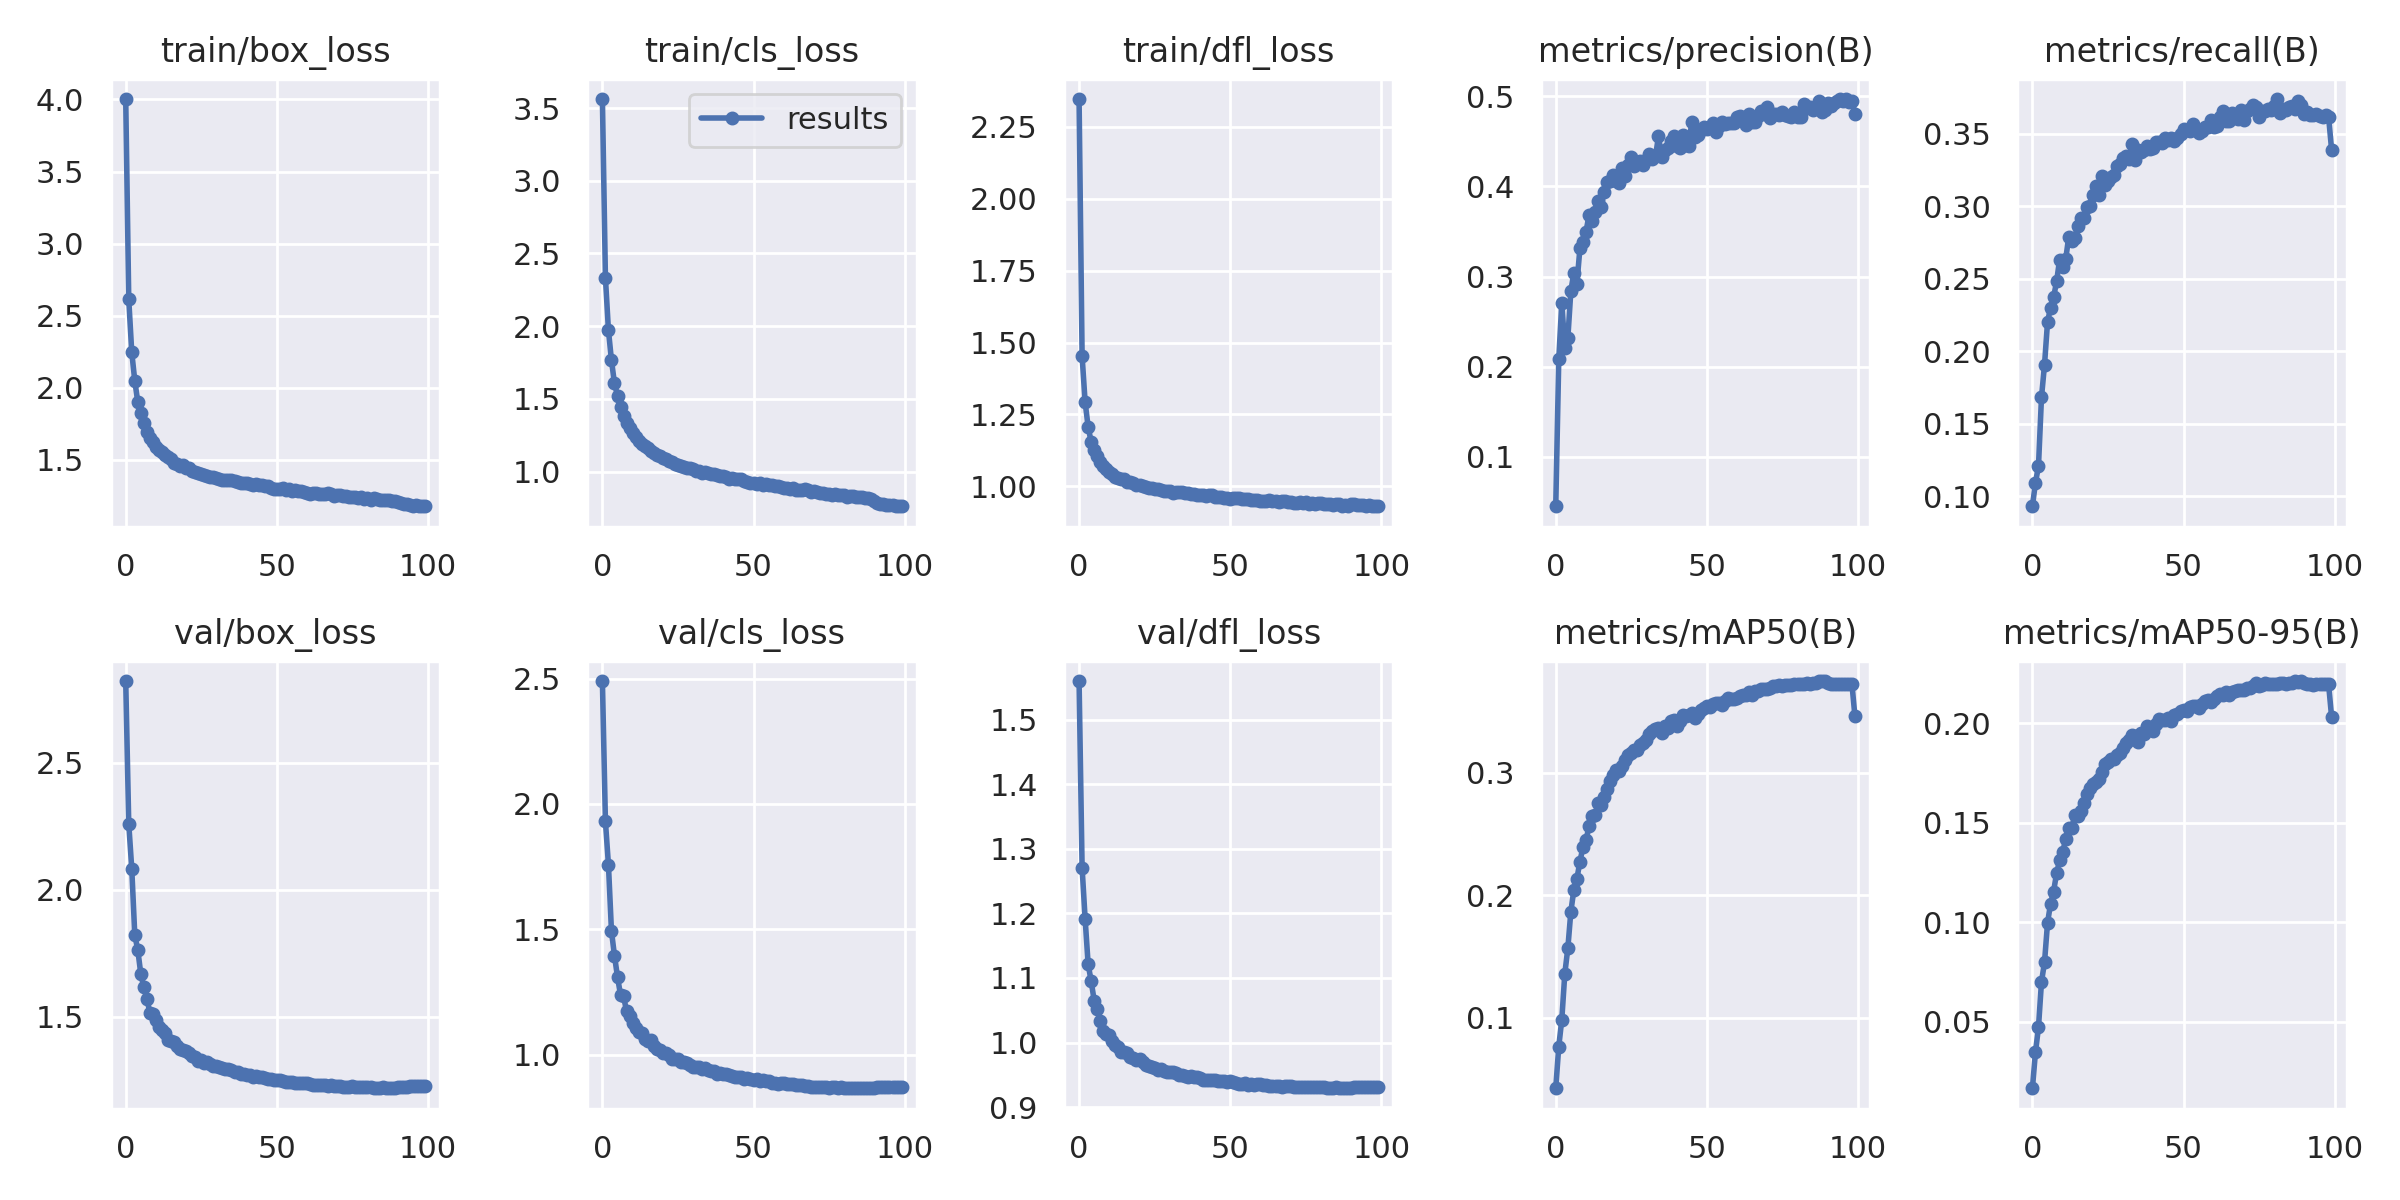 train/box_loss
4.0
3.5
3.0
2.5
2.0
1.5
0 50 100
train/cls_loss
results
3.5
3.0
2.5
2.0
1.5
1.0
0 50 100
train/dfl_loss
2.25
2.00
1.75
1.50
1.25
1.00
0 50 100
metrics/precision(B)
0.5
0.4
0.3
0.2
0.1
0 50 100
metrics/recall(B)
0.35
0.30
0.25
0.20
0.15
0.10
0 50 100
val/box_loss
2.5
2.0
1.5
0 50 100
val/cls_loss
2.5
2.0
1.5
1.0
0 50 100
val/dfl_loss
1.5
1.4
1.3
1.2
1.1
1.0
0.9
0 50 100
metrics/mAP50(B)
0.3
0.2
0.1
0 50 100
metrics/mAP50-95(B)
0.20
0.15
0.10
0.05
0 50 100